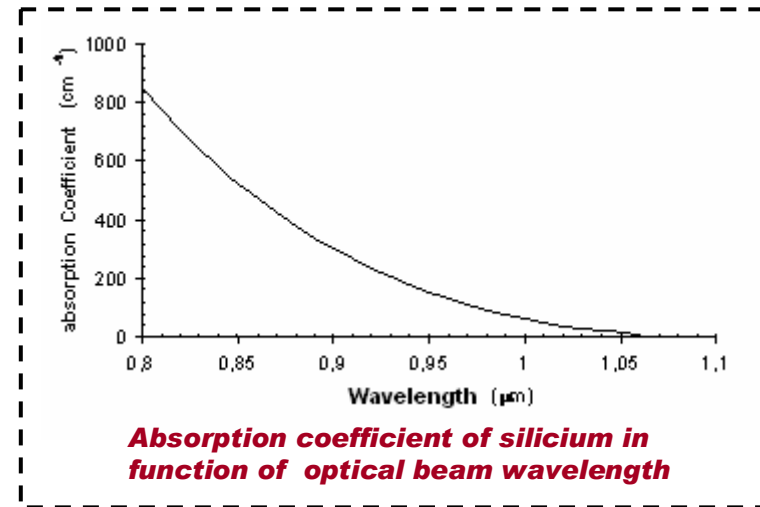 1000
800
600
400
200
0
absorption Coefficient (cm⁻¹)
0,8 0,85 0,9 0,95 1 1,05 1,1
Wavelength (µm)
Absorption coefficient of silicium in
function of optical beam wavelength